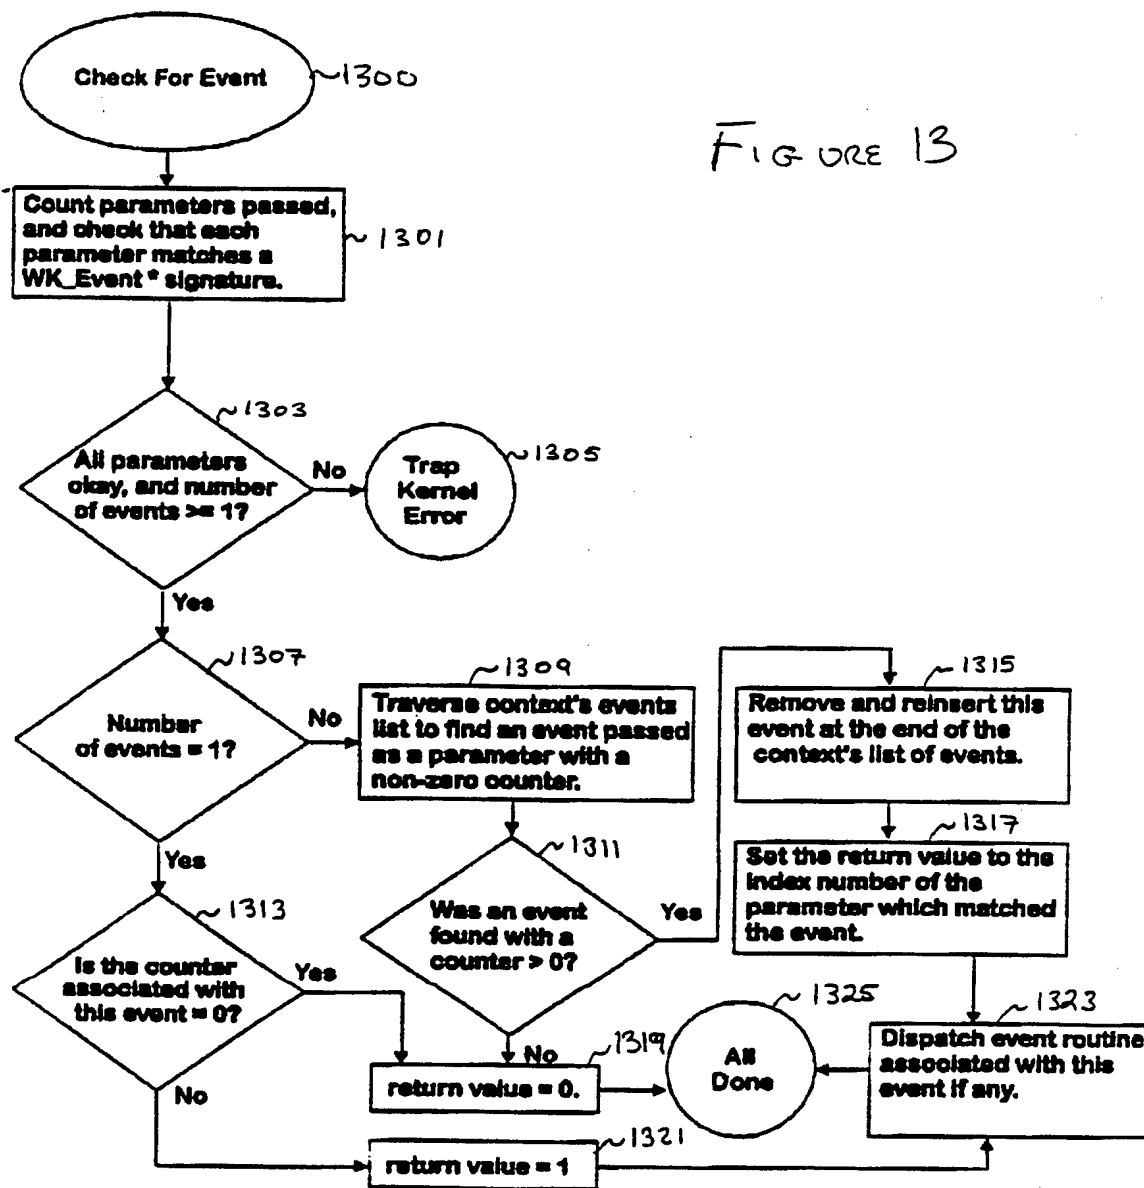 Check For Event
~1300
FIGURE 13
Count parameters passed,
and check that each
parameter matches a
WK_Event * signature.
~1301
~1303
All parameters
okay, and number
of events >= 1?
No
Trap
Kernel
Error
~1305
Yes
~1307
Number
of events = 1?
No
~1309
Traverse context's events
list to find an event passed
as a parameter with a
non-zero counter.
~1315
Remove and reinsert this
event at the end of the
context's list of events.
~1317
Set the return value to the
index number of the
parameter which matched
the event.
~1311
Was an event
found with a
counter > 0?
Yes
Yes
~1313
Is the counter
associated with
this event = 0?
Yes
No
No
~1319
return value = 0.
~1325
All
Done
~1323
Dispatch event routine
associated with this
event if any.
~1321
return value = 1